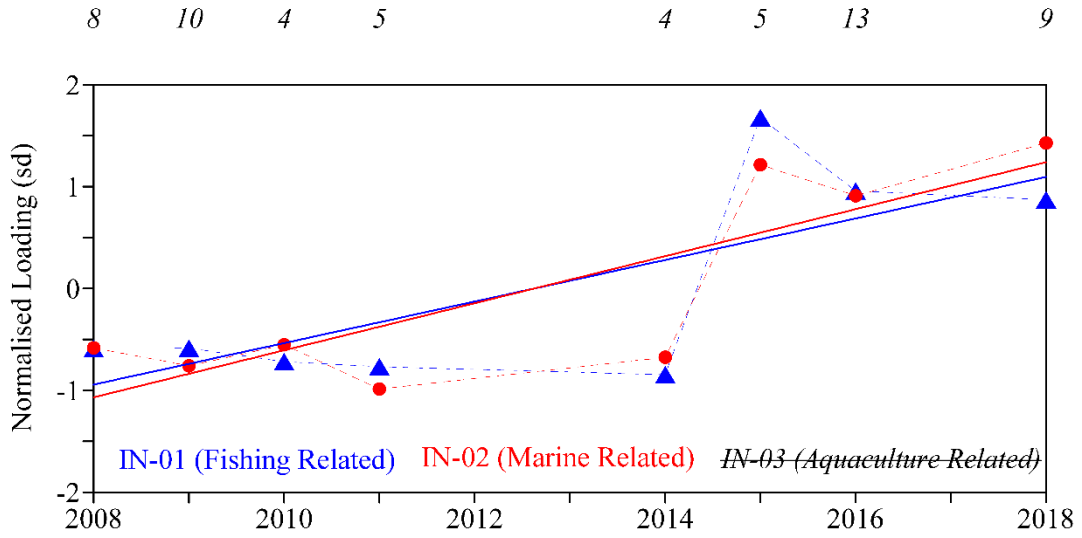 8 10 4 5 4 5 13 9
2
1
0
-1
-2
Normalised Loading (sd)
IN-01 (Fishing Related) IN-02 (Marine Related) IN-03 (Aquaculture Related)
2008 2010 2012 2014 2016 2018